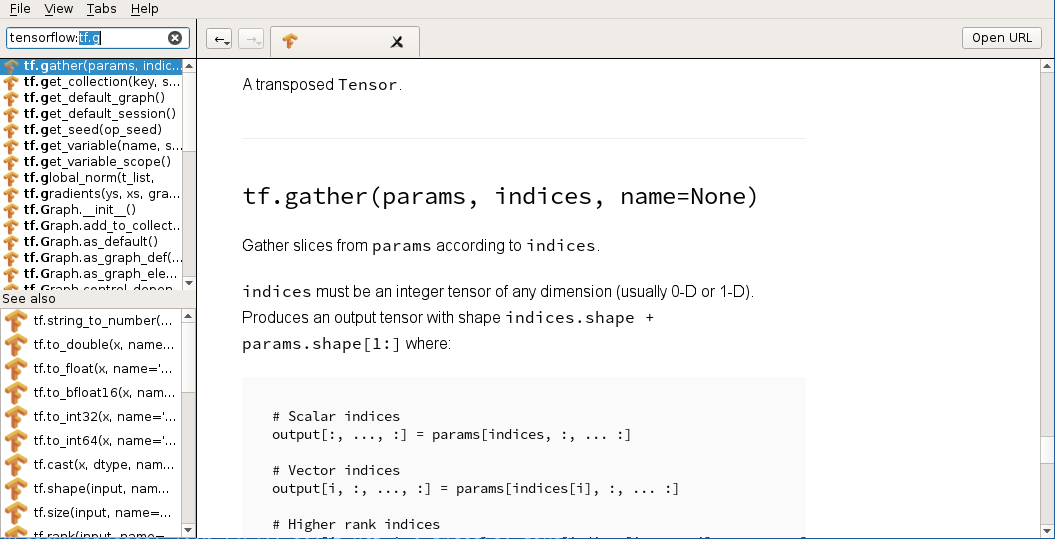 File View Tabs Help
tensorflow:tf.g
Open URL
tf.gather(params, indic...
tf.get_collection(key, s...
tf.get_default_graph()
tf.get_default_session()
tf.get_seed(op_seed)
tf.get_variable(name, s...
tf.get_variable_scope()
tf.global_norm(t_list,
tf.gradients(ys, xs, gra...
tf.Graph.__init__()
tf.Graph.add_to_collect...
tf.Graph.as_default()
tf.Graph.as_graph_def(...
tf.Graph.as_graph_ele...
tf.Graph.control_depen
See also
tf.string_to_number(...
tf.to_double(x, name...
tf.to_float(x, name='...
tf.to_bfloat16(x, nam...
tf.to_int32(x, name='...
tf.to_int64(x, name='...
tf.cast(x, dtype, nam...
tf.shape(input, nam...
tf.size(input, name=...
tf.rank(input, name=
A transposed Tensor.
tf.gather(params, indices, name=None)
Gather slices from params according to indices.
indices must be an integer tensor of any dimension (usually 0-D or 1-D).
Produces an output tensor with shape indices.shape +
params.shape[1:] where:
# Scalar indices
output[:, ..., :] = params[indices, :, ... :]
# Vector indices
output[i, :, ..., :] = params[indices[i], :, ... :]
# Higher rank indices